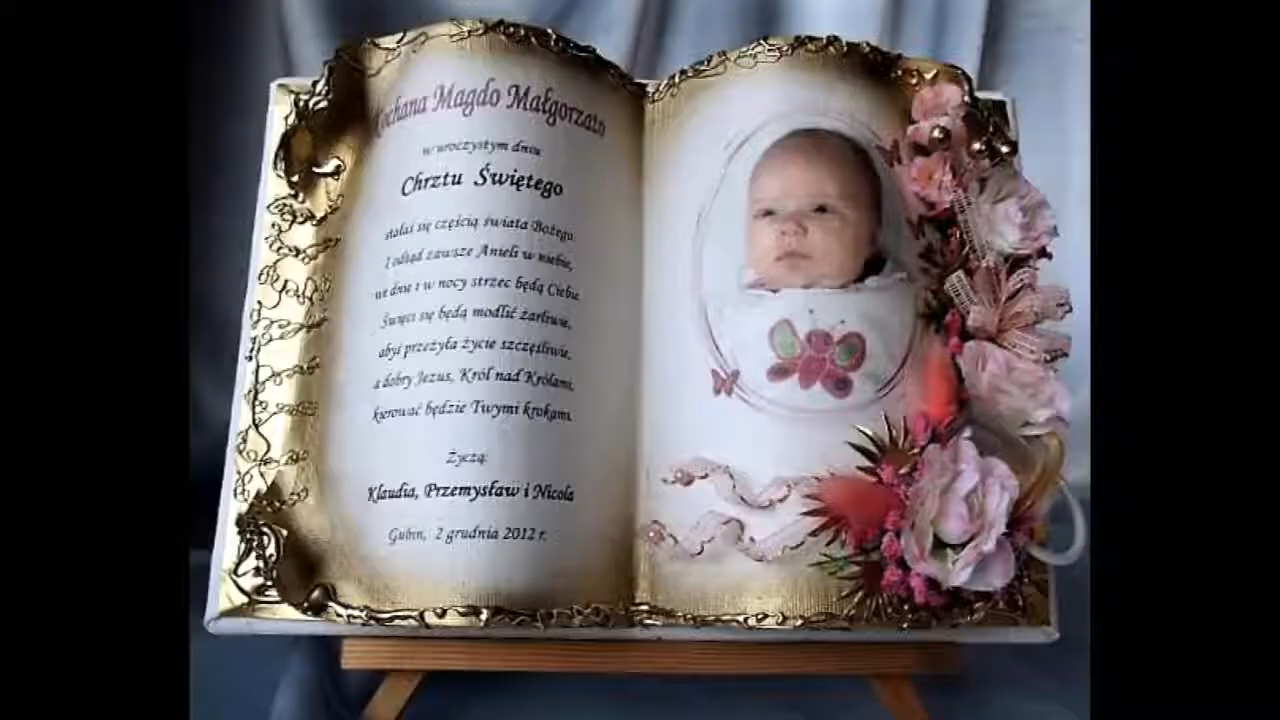 Kochana Magdo Małgorzato
w uroczystym dniu
Chrztu Świętego
stałaś się częścią świata Bożego.
I odtąd zawsze Anieli w niebie,
we dnie i w nocy strzec będą Ciebie.
Święci się będą modlić żarliwie,
abyś przeżyła życie szczęśliwie,
a dobry Jezus, Król nad Królami,
kierować będzie Twymi krokami.
Życzą:
Klaudia, Przemysław i Nicola
Gubin, 2 grudnia 2012 r.